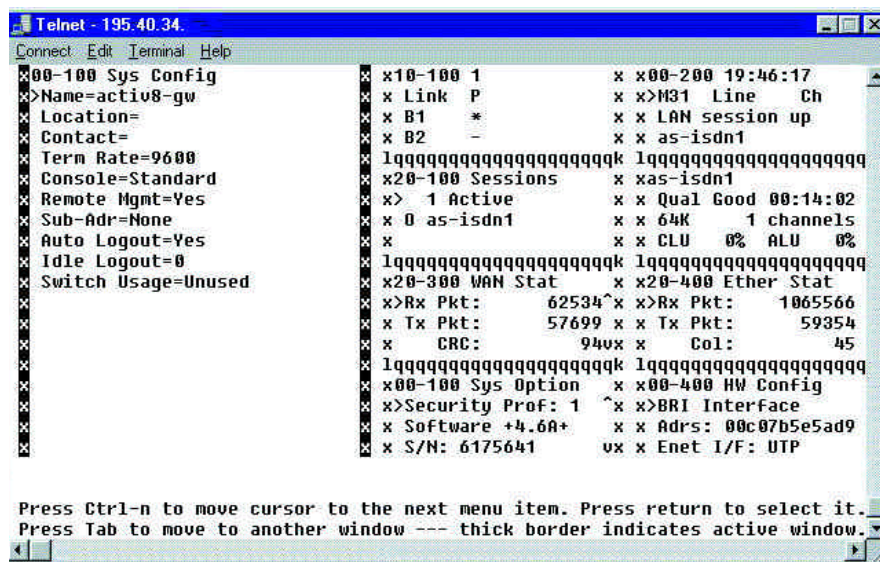 Telnet - 195.40.34.
Connect Edit Terminal Help
x00-100 Sys Config x x10-100 1 x x00-200 19:46:17
x>Name=activ8-gw x x Link P x x>M31 Line Ch
x Location= x x B1 * x x LAN session up
x Contact= x x B2 - x x as-isdn1
x Term Rate=9600 x lqqqqqqqqqqqqqqqqqqqqqk lqqqqqqqqqqqqqqqqqqqq
x Console=Standard x x20-100 Sessions x xas-isdn1
x Remote Mgmt=Yes x x> 1 Active x x Qual Good 00:14:02
x Sub-Adr=None x x O as-isdn1 x x 64K 1 channels
x Auto Logout=Yes x x x x CLU 0% ALU 0%
x Idle Logout=0 x lqqqqqqqqqqqqqqqqqqqqqk lqqqqqqqqqqqqqqqqqqqq
x Switch Usage=Unused x x20-300 WAN Stat x x20-400 Ether Stat
x x x>Rx Pkt: 62534^x x>Rx Pkt: 1065566
x x x Tx Pkt: 57699 x x Tx Pkt: 59354
x x x CRC: 94vx x Col: 45
x x lqqqqqqqqqqqqqqqqqqqqqk lqqqqqqqqqqqqqqqqqqqq
x x x00-100 Sys Option x x00-400 HW Config
x x x>Security Prof: 1 ^x x>BRI Interface
x x x Software +4.6A+ x x Adrs: 00c07b5e5ad9
x x x S/N: 6175641 vx x Enet I/F: UTP
Press Ctrl-n to move cursor to the next menu item. Press return to select it.
Press Tab to move to another window --- thick border indicates active window.